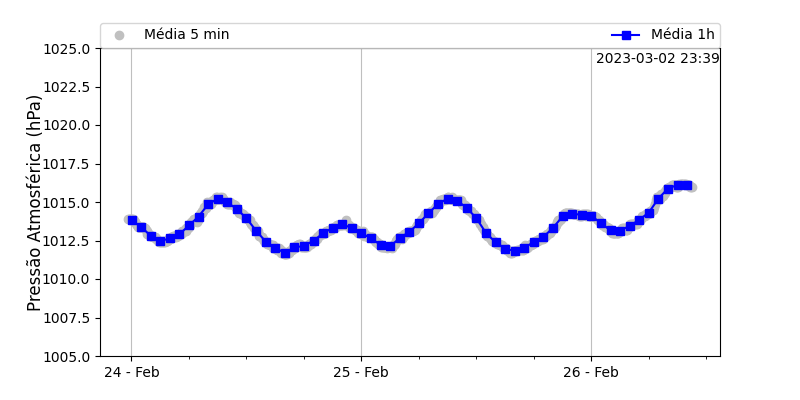 Média 5 min
Média 1h
2023-03-02 23:39
Pressão Atmosférica (hPa)
1025.0
1022.5
1020.0
1017.5
1015.0
1012.5
1010.0
1007.5
1005.0
24 - Feb
25 - Feb
26 - Feb